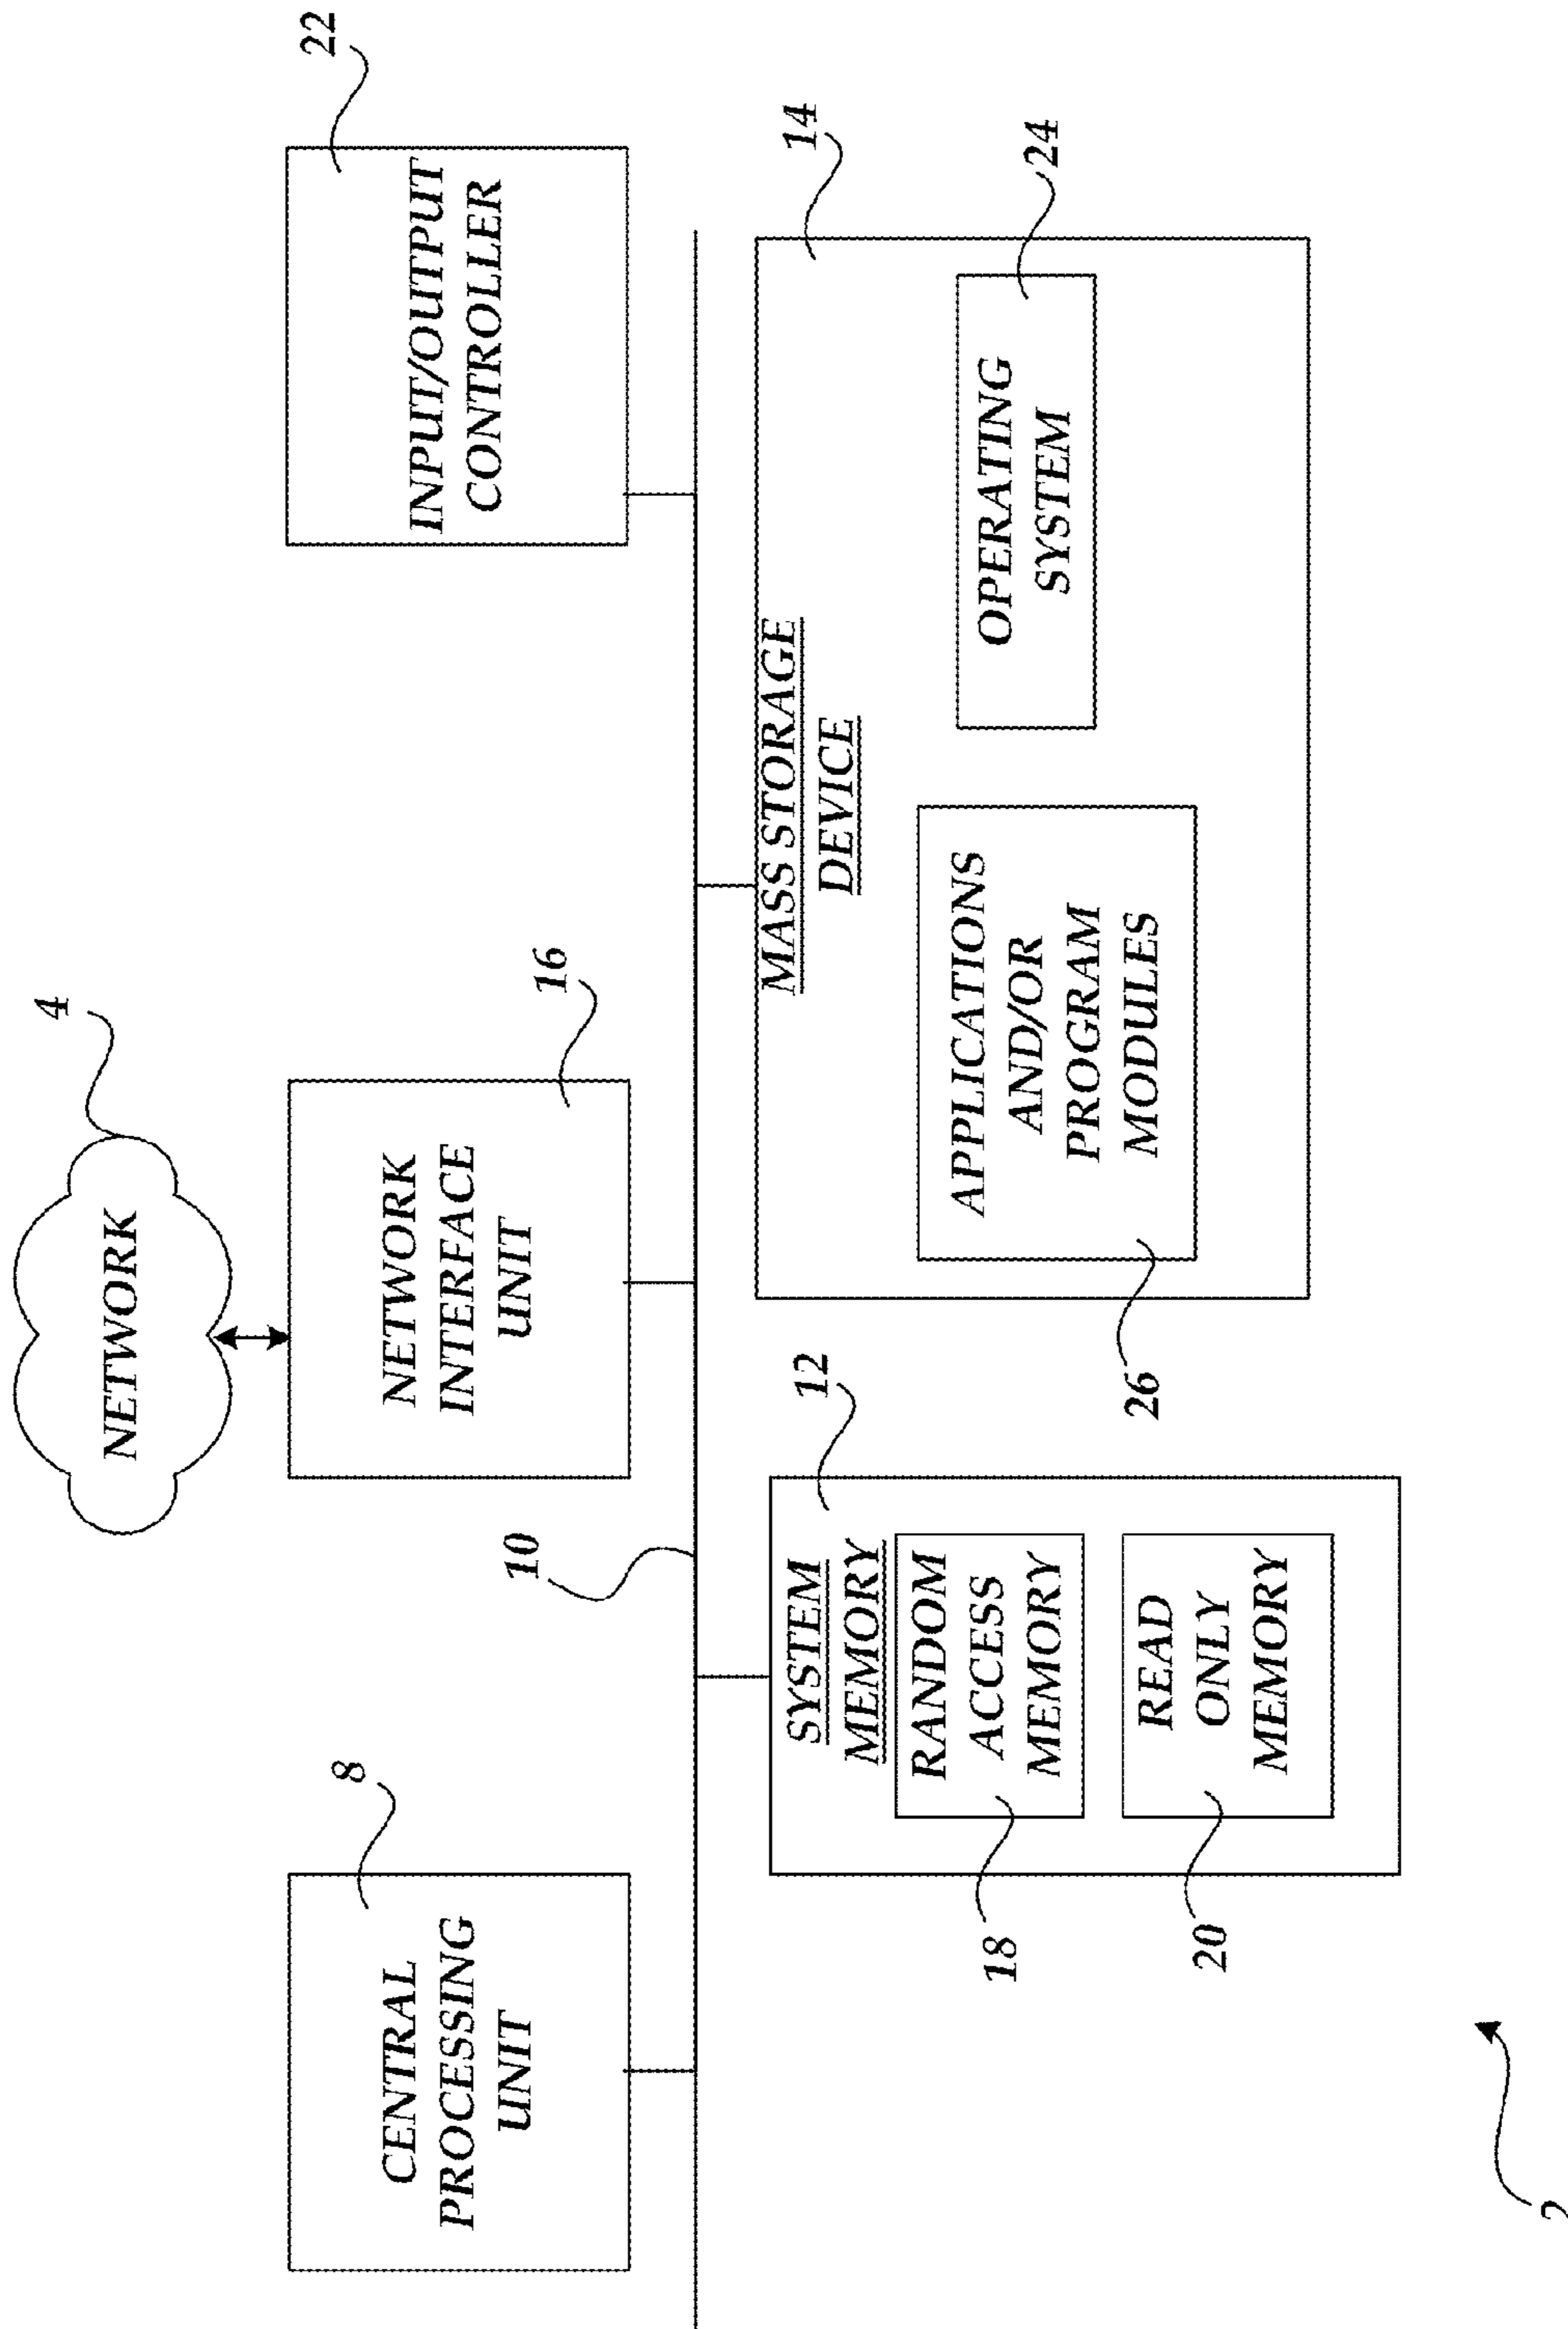 4
NETWORK
8
CENTRAL
PROCESSING
UNIT
16
NETWORK
INTERFACE
UNIT
22
INPUT/OUTPUT
CONTROLLER
10
12
SYSTEM
MEMORY
RANDOM
ACCESS
MEMORY
18
READ
ONLY
MEMORY
20
14
MASS STORAGE
DEVICE
APPLICATIONS
AND/OR
PROGRAM
MODULES
26
OPERATING
SYSTEM
24
2